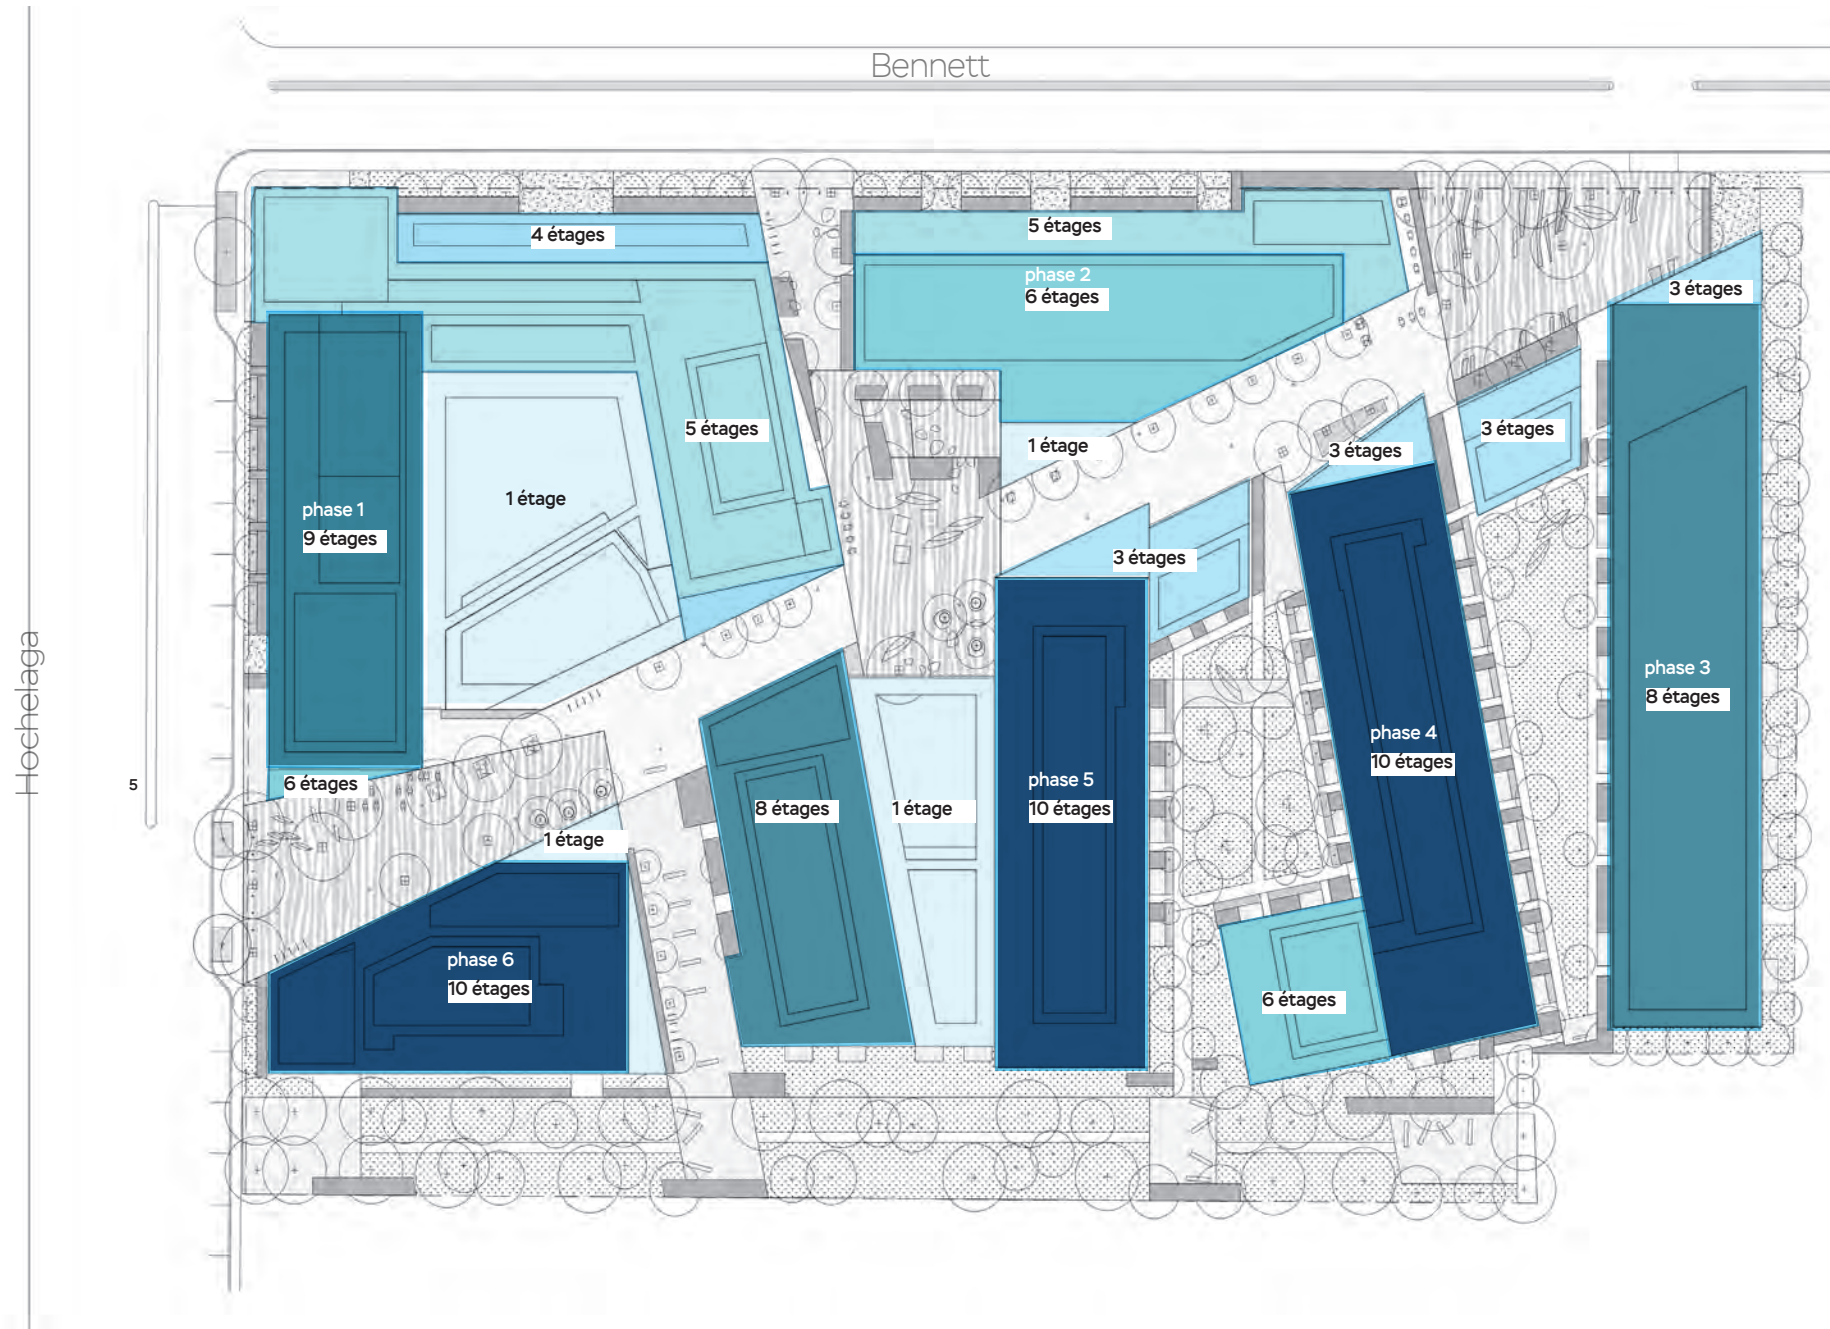 Bennett
4 étages
5 étages
phase 2
6 étages
3 étages
5 étages
1 étage
3 étages
3 étages
1 étage
phase 1
9 étages
3 étages
Hochelaga
phase 3
8 étages
phase 4
10 étages
5
6 étages
8 étages
1 étage
phase 5
10 étages
1 étage
phase 6
10 étages
6 étages